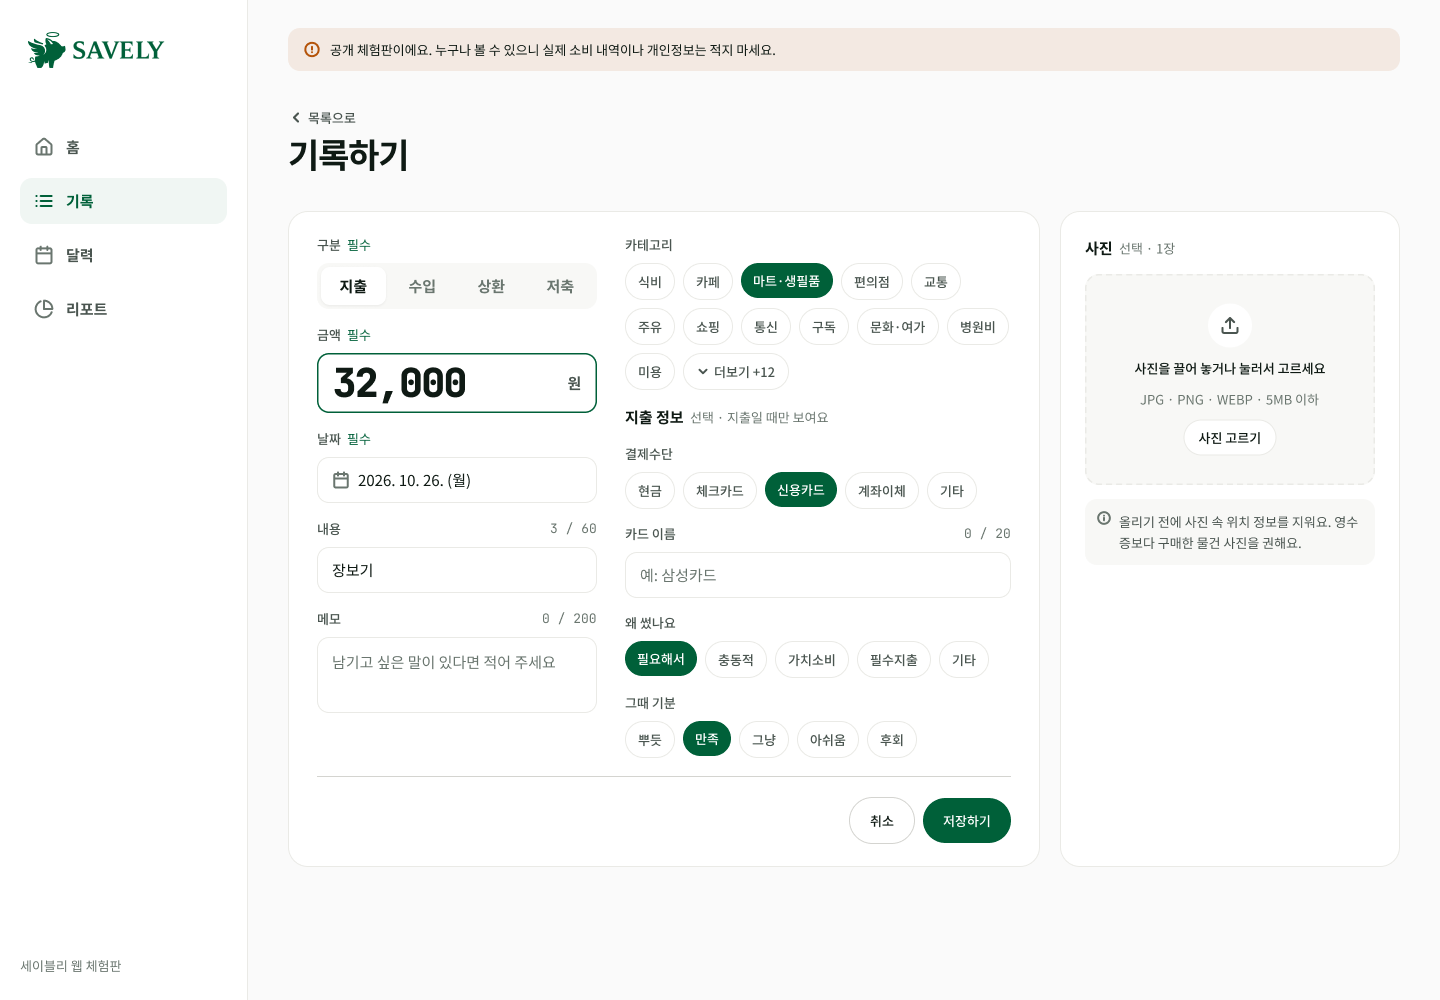 SAVELY
홈
기록
달력
리포트
세이블리 웹 체험판
공개 체험판이에요. 누구나 볼 수 있으니 실제 소비 내역이나 개인정보는 적지 마세요.
목록으로
기록하기
구분 필수
지출 수입 상환 저축
금액 필수
32,000 원
날짜 필수
2026. 10. 26. (월)
내용 3 / 60
장보기
메모 0 / 200
남기고 싶은 말이 있다면 적어 주세요
카테고리
식비 카페 마트·생필품 편의점 교통
주유 쇼핑 통신 구독 문화·여가 병원비
미용 더보기 +12
지출 정보 선택 · 지출일 때만 보여요
결제수단
현금 체크카드 신용카드 계좌이체 기타
카드 이름 0 / 20
예: 삼성카드
왜 썼나요
필요해서 충동적 가치소비 필수지출 기타
그때 기분
뿌듯 만족 그냥 아쉬움 후회
취소 저장하기
사진 선택 · 1장
사진을 끌어 놓거나 눌러서 고르세요
JPG · PNG · WEBP · 5MB 이하
사진 고르기
올리기 전에 사진 속 위치 정보를 지워요. 영수
증보다 구매한 물건 사진을 권해요.